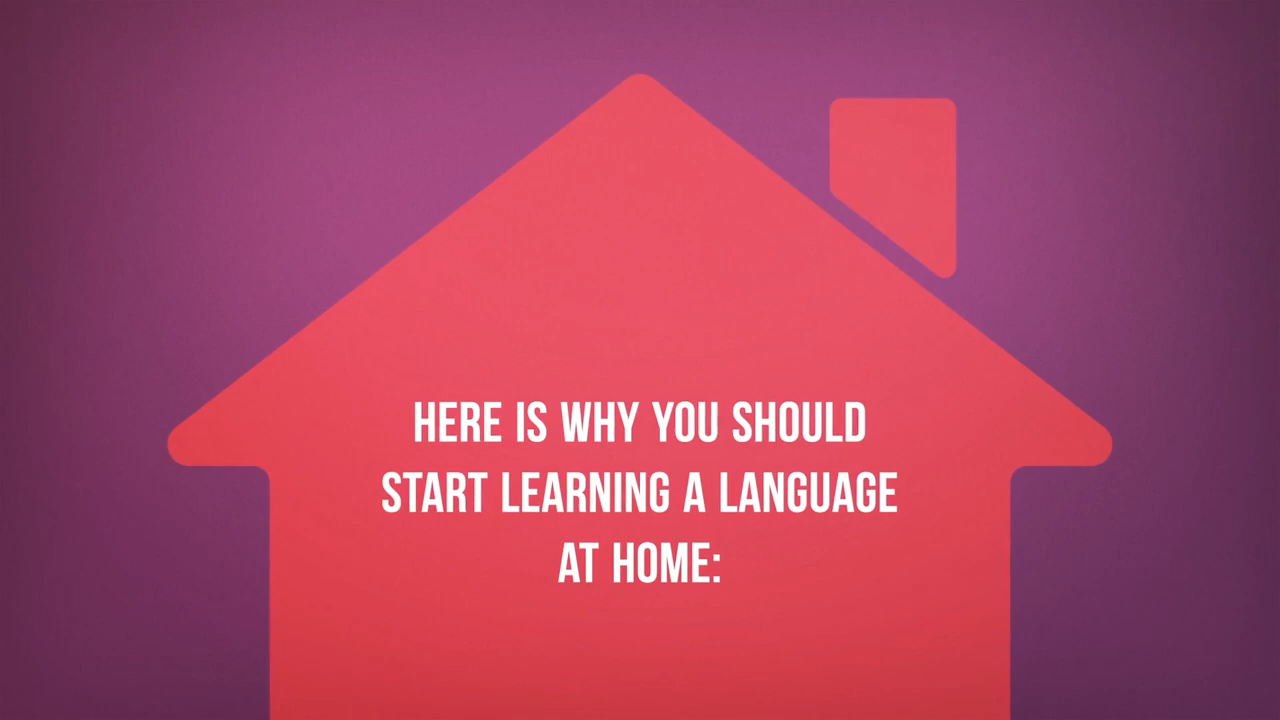 HERE IS WHY YOU SHOULD
START LEARNING A LANGUAGE
AT HOME: